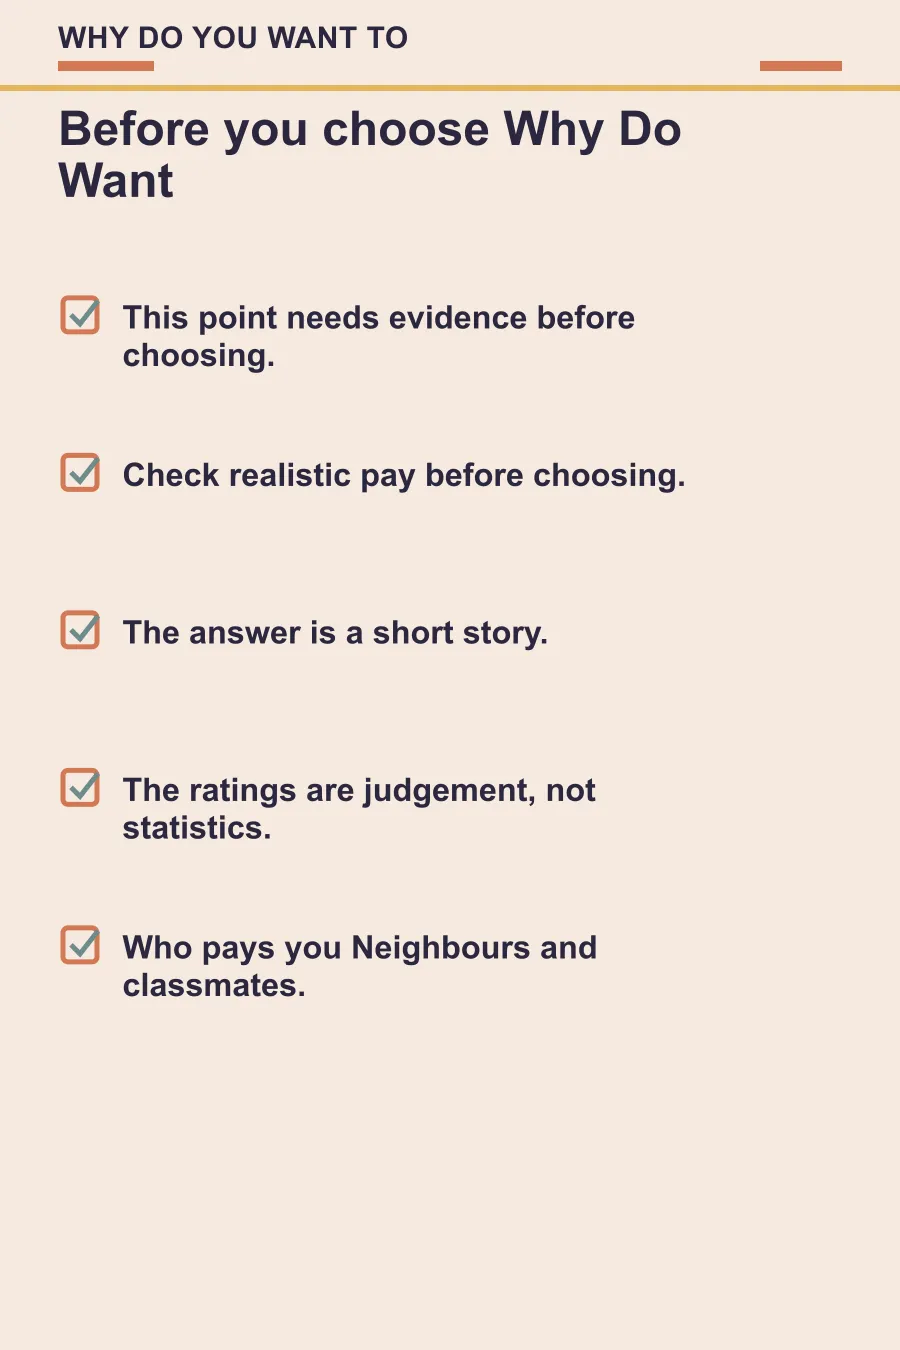 WHY DO YOU WANT TO
Before you choose Why Do
Want
This point needs evidence before
choosing.
Check realistic pay before choosing.
The answer is a short story.
The ratings are judgement, not
statistics.
Who pays you Neighbours and
classmates.